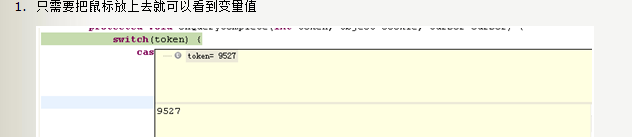 1. 只需要把鼠标放上去就可以看到变量值
switch(token) {
cas
token= 9527
9527